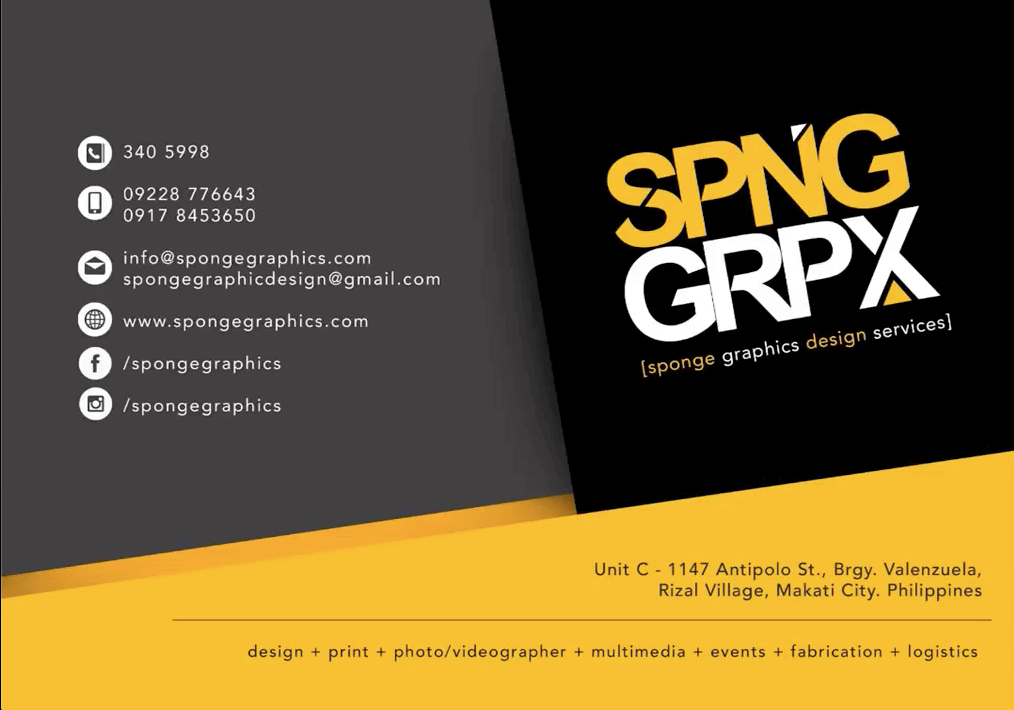 340 5998
09228 776643
0917 8453650
info@spongegraphics.com
spongegraphicdesign@gmail.com
www.spongegraphics.com
/spongegraphics
/spongegraphics
SPNG
GRPX
[sponge graphics design services]
Unit C - 1147 Antipolo St., Brgy. Valenzuela,
Rizal Village, Makati City. Philippines
design + print + photo/videographer + multimedia + events + fabrication + logistics